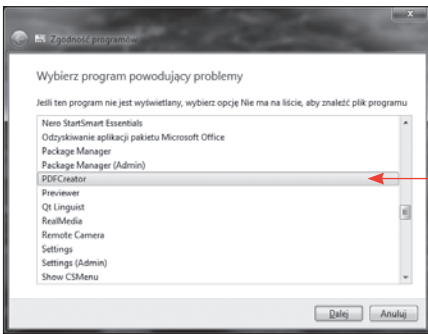 Zgodność programów
Wybierz program powodujący problemy
Jeśli ten program nie jest wyświetlany, wybierz opcję Nie ma na liście, aby znaleźć plik programu
Nero StartSmart Essentials
Odzyskiwanie aplikacji pakietu Microsoft Office
Package Manager
Package Manager (Admin)
PDFCreator
Previewer
Qt Linguist
RealMedia
Remote Camera
Settings
Settings (Admin)
Show CSMenu
Dalej
Anuluj